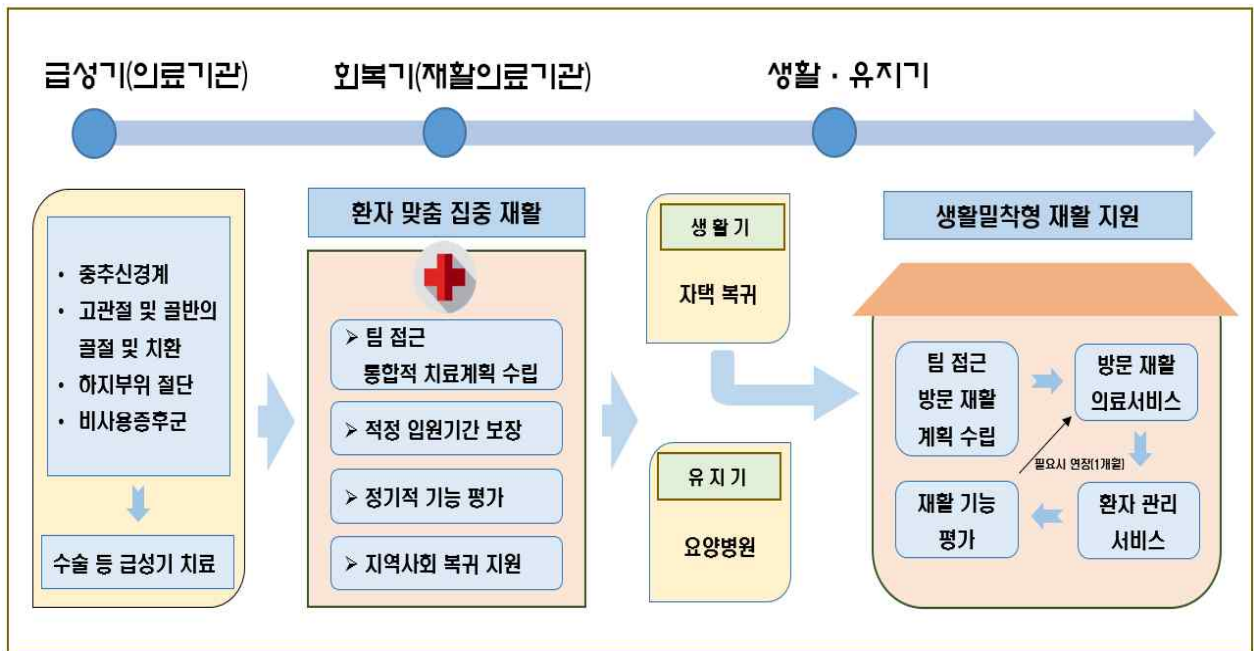 급성기(의료기관)
회복기(재활의료기관)
생활 · 유지기
• 중추신경계
• 고관절 및 골반의
골절 및 치환
• 하지부위 절단
• 비사용증후군
수술 등 급성기 치료
환자 맞춤 집중 재활
➢ 팀 접근
통합적 치료계획 수립
➢ 적정 입원기간 보장
➢ 정기적 기능 평가
➢ 지역사회 복귀 지원
생 활 기
자택 복귀
유 지 기
요양병원
생활밀착형 재활 지원
팀 접근
방문 재활
계획 수립
방문 재활
의료서비스
필요시 연장(1개월)
재활 기능
평가
환자 관리
서비스